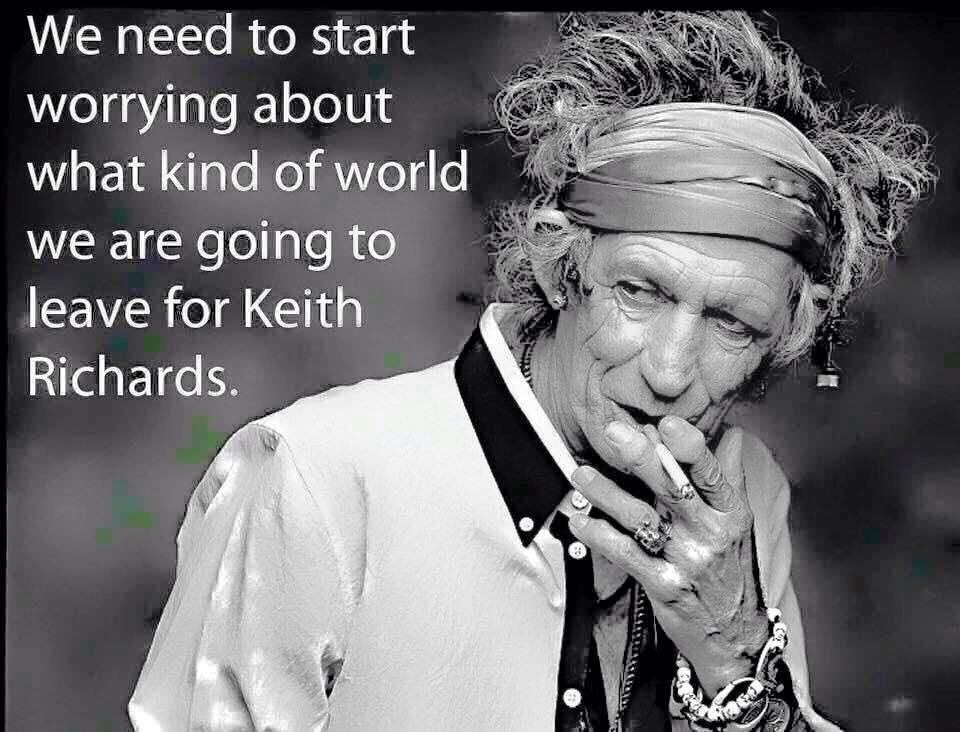 We need to start
worrying about
what kind of world
we are going to
leave for Keith
Richards.